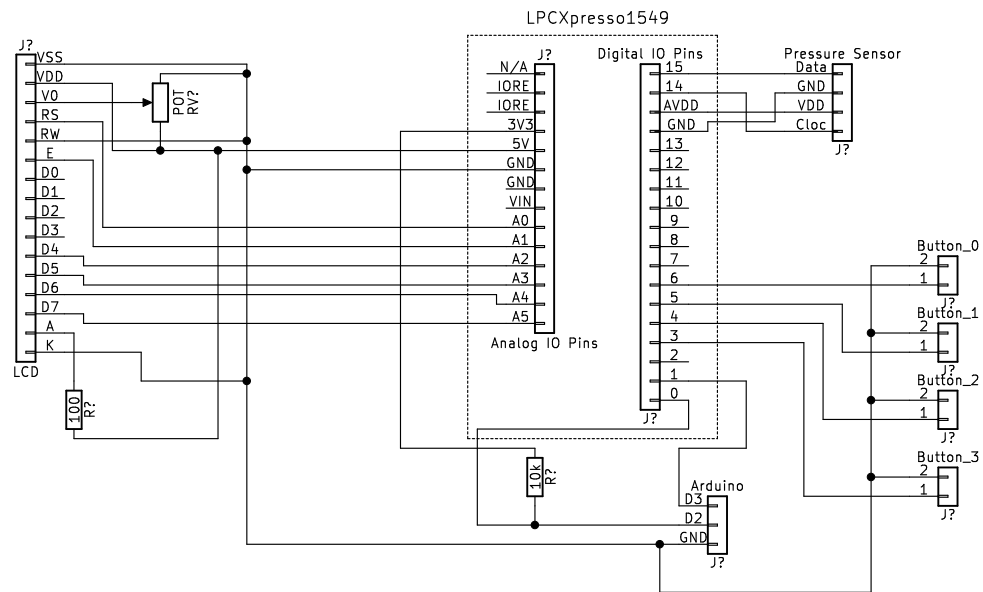 LPCXpresso1549
J?
VSS
VDD
V0
RS
RW
E
D0
D1
D2
D3
D4
D5
D6
D7
A
K
LCD
POT
RV?
100
R?
J?
N/A
IORE
IORE
3V3
5V
GND
GND
VIN
A0
A1
A2
A3
A4
A5
Analog IO Pins
Digital IO Pins
15
14
AVDD
GND
13
12
11
10
9
8
7
6
5
4
3
2
1
0
J?
Pressure Sensor
Data
GND
VDD
Cloc
J?
Button_0
2
1
J?
Button_1
2
1
J?
Button_2
2
1
J?
Button_3
2
1
J?
10k
R?
Arduino
D3
D2
GND
J?